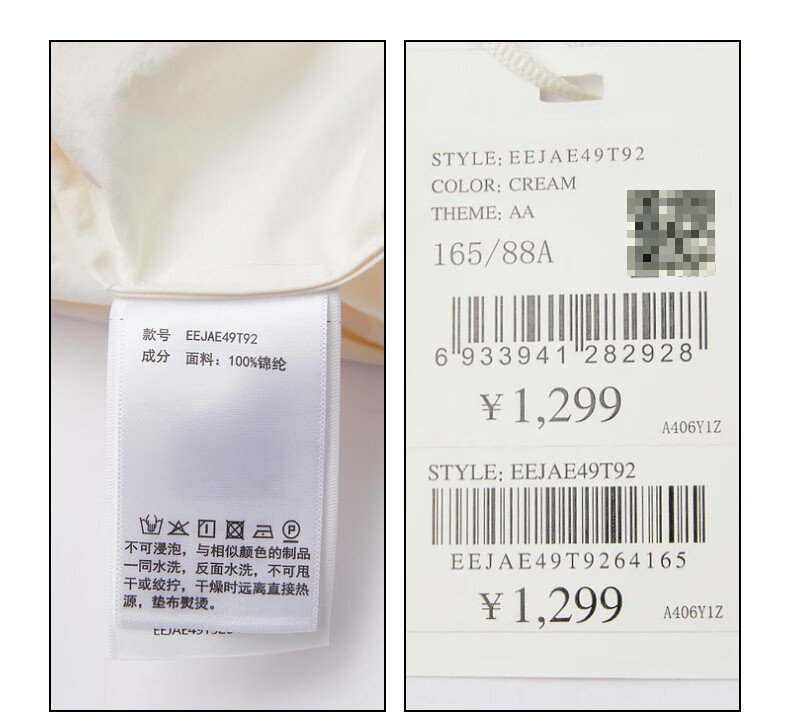 款号 EEJAE49T92
成分 面料：100%锦纶
P
不可浸泡，与相似颜色的制品
一同水洗，反面水洗，不可甩
干或绞拧，干燥时远离直接热
源，垫布熨烫。
STYLE: EEJAE49T92
COLOR: CREAM
THEME: AA
165/88A
6 933941 282928
¥1,299
A406Y1Z
STYLE: EEJAE49T92
EEJAE49T9264165
¥1,299
A406Y1Z